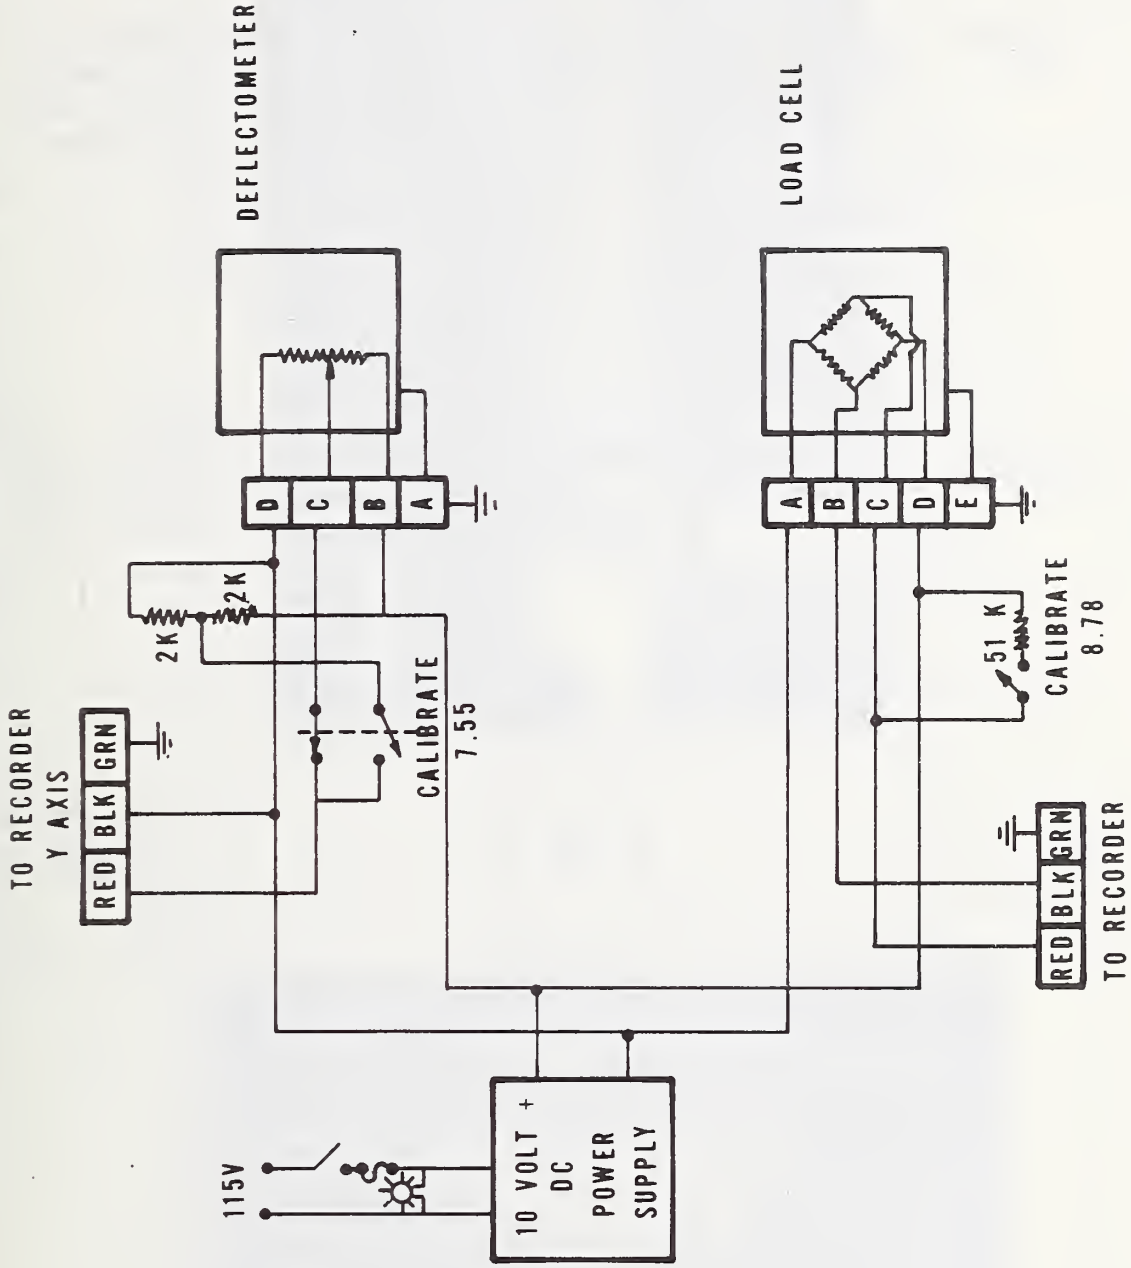 TO RECORDER
Y AXIS
RED BLK GRN
2K
2K
115V
D
C
B
A
DEFLECTOMETER
CALIBRATE
7.55
10 VOLT +
DC
POWER
SUPPLY
LOAD CELL
A
B
C
D
E
51 K
CALIBRATE
8.78
RED BLK GRN
TO RECORDER